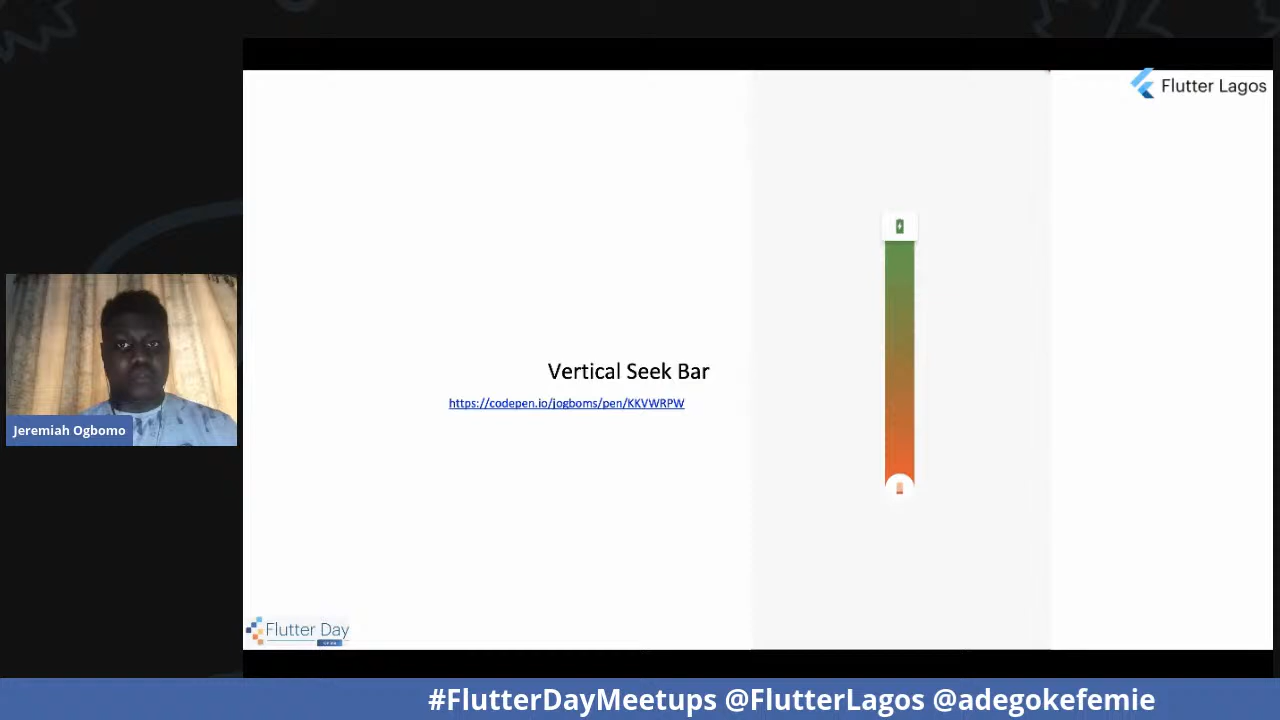 Flutter Lagos
Vertical Seek Bar
https://codepen.io/jogboms/pen/KKVWRPW
Jeremiah Ogbomo
Flutter Day
#FlutterDayMeetups @FlutterLagos @adegokefemie